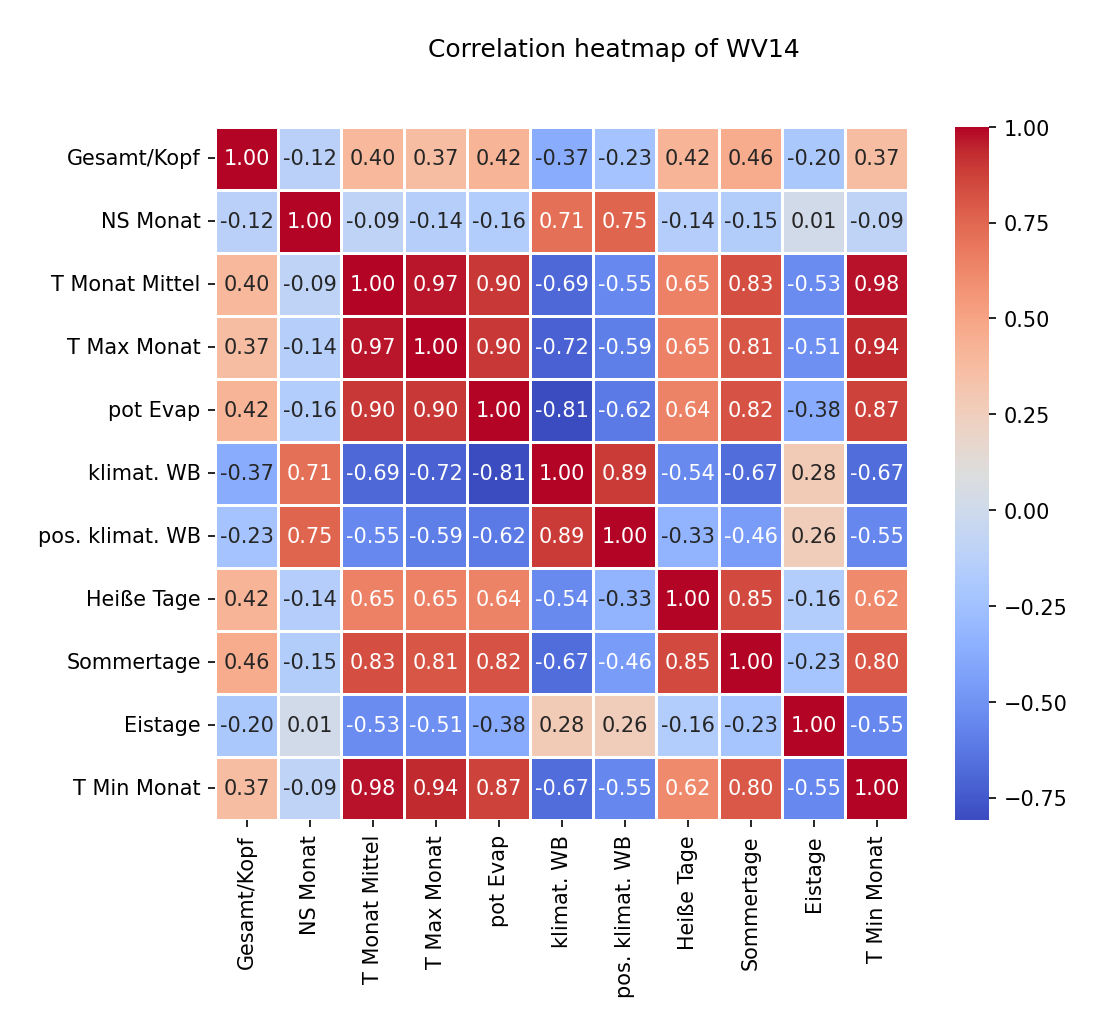 Correlation heatmap of WV14
Gesamt/Kopf 1.00 -0.12 0.40 0.37 0.42 -0.37 -0.23 0.42 0.46 -0.20 0.37
NS Monat -0.12 1.00 -0.09 -0.14 -0.16 0.71 0.75 -0.14 -0.15 0.01 -0.09
T Monat Mittel 0.40 -0.09 1.00 0.97 0.90 -0.69 -0.55 0.65 0.83 -0.53 0.98
T Max Monat 0.37 -0.14 0.97 1.00 0.90 -0.72 -0.59 0.65 0.81 -0.51 0.94
pot Evap 0.42 -0.16 0.90 0.90 1.00 -0.81 -0.62 0.64 0.82 -0.38 0.87
klimat. WB -0.37 0.71 -0.69 -0.72 -0.81 1.00 0.89 -0.54 -0.67 0.28 -0.67
pos. klimat. WB -0.23 0.75 -0.55 -0.59 -0.62 0.89 1.00 -0.33 -0.46 0.26 -0.55
Heiße Tage 0.42 -0.14 0.65 0.65 0.64 -0.54 -0.33 1.00 0.85 -0.16 0.62
Sommertage 0.46 -0.15 0.83 0.81 0.82 -0.67 -0.46 0.85 1.00 -0.23 0.80
Eistage -0.20 0.01 -0.53 -0.51 -0.38 0.28 0.26 -0.16 -0.23 1.00 -0.55
T Min Monat 0.37 -0.09 0.98 0.94 0.87 -0.67 -0.55 0.62 0.80 -0.55 1.00
Gesamt/Kopf
NS Monat
T Monat Mittel
T Max Monat
pot Evap
klimat. WB
pos. klimat. WB
Heiße Tage
Sommertage
Eistage
T Min Monat
1.00
0.75
0.50
0.25
0.00
−0.25
−0.50
−0.75